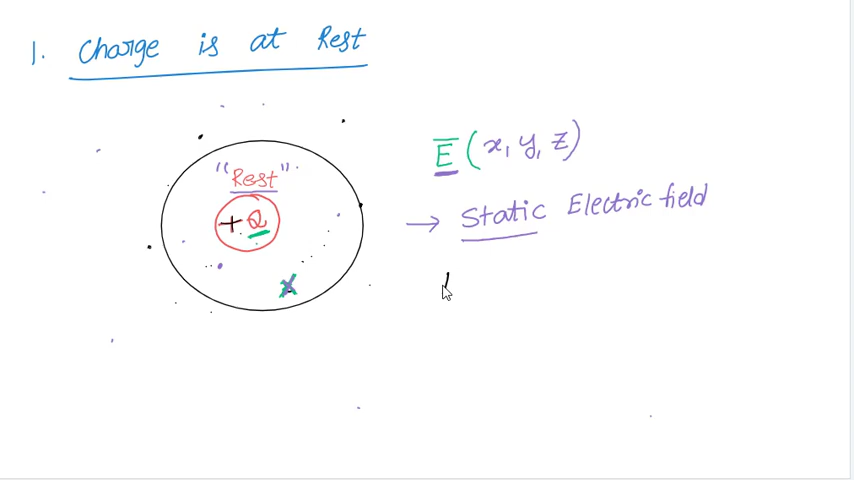 1. Charge is at Rest
"Rest"
+Q
E (x, y, z)
→ Static Electric field